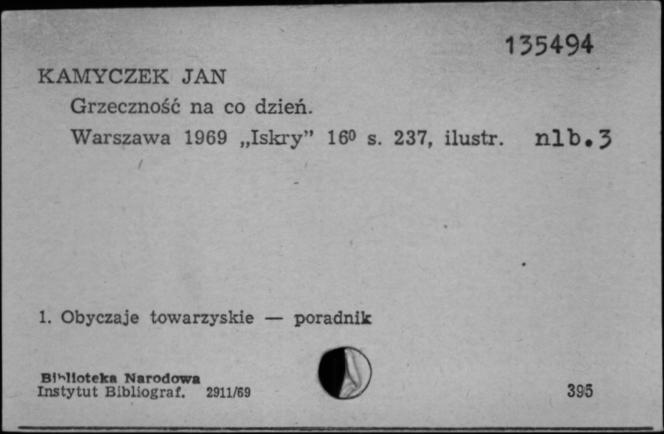 135494
KAMYCZEK JAN
Grzeczność na co dzień.
Warszawa 1969 „Iskry” 16⁰ s. 237, ilustr. nlb.3
1. Obyczaje towarzyskie — poradnik
Biblioteka Narodowa
Instytut Bibliograf. 2911/69
395